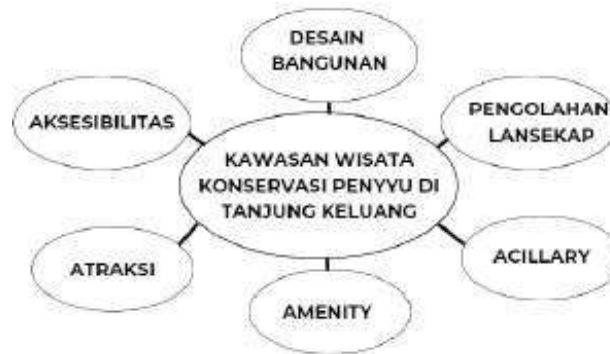 DESAIN
BANGUNAN
AKSESIBILITAS
PENGOLAHAN
LANSEKAP
KAWASAN WISATA
KONSERVASI PENYYU DI
TANJUNG KELUANG
ATRAKSI
ACILLARY
AMENITY